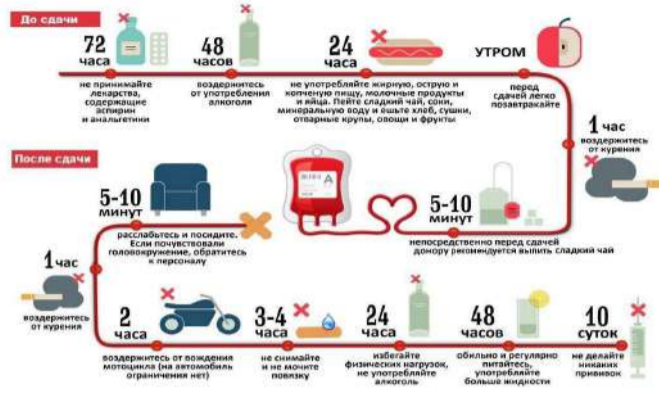 До сдачи
72
часа
не принимайте
лекарства,
содержащие
аспирин
и анальгетики
48
часов
воздержитесь
от употребления
алкоголя
24
часа
не употребляйте жирную, острую и
копченую пищу, молочные продукты
и яйца. Пейте сладкий чай, соки,
минеральную воду и ешьте хлеб, сушки,
отварные крупы, овощи и фрукты
УТРОМ
перед
сдачей легко
позавтракайте
1 час
воздержитесь
от курения
5-10
минут
непосредственно перед сдачей
донору рекомендуется выпить сладкий чай
A
После сдачи
5-10
минут
расслабьтесь и посидите.
Если почувствовали
головокружение, обратитесь
к персоналу
1 час
воздержитесь
от курения
2
часа
воздержитесь от вождения
мотоцикла (на автомобиль
ограничения нет)
3-4
часа
не снимайте
и не мочите
повязку
24
часа
избегайте
физических нагрузок,
не употребляйте
алкоголь
48
часов
обильно и регулярно
питайтесь,
употребляйте
больше жидкости
10
суток
не делайте
никаких
прививок